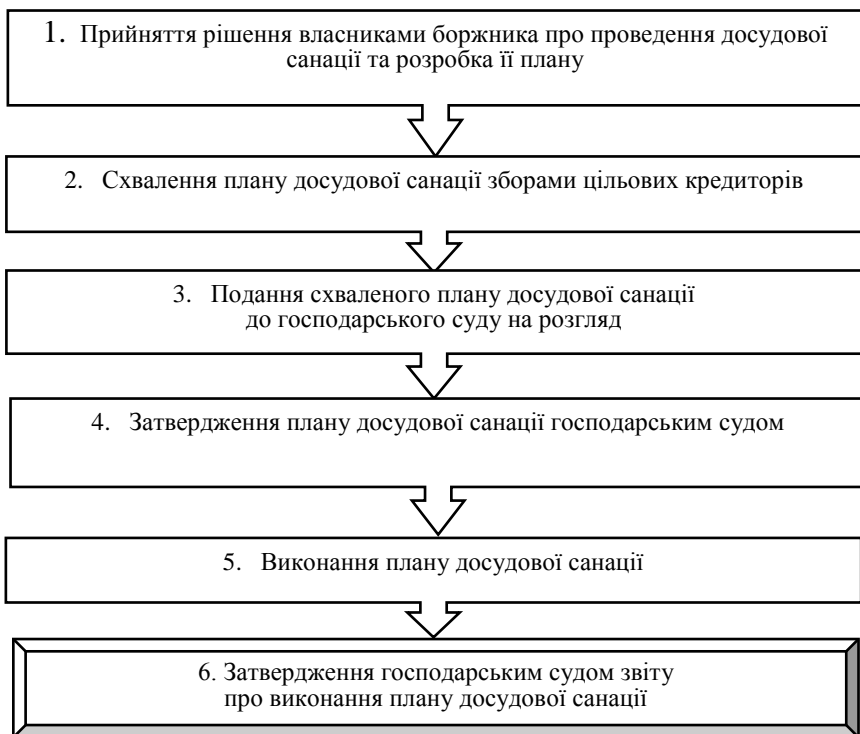 1. Прийняття рішення власниками боржника про проведення досудової
санації та розробка її плану
2. Схвалення плану досудової санації зборами цільових кредиторів
3. Подання схваленого плану досудової санації
до господарського суду на розгляд
4. Затвердження плану досудової санації господарським судом
5. Виконання плану досудової санації
6. Затвердження господарським судом звіту
про виконання плану досудової санації